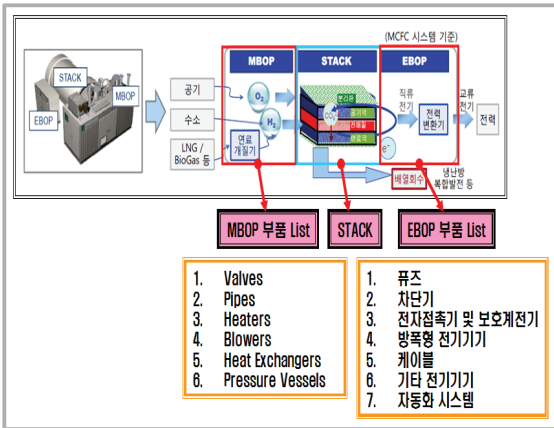 (MCFC 시스템 기준)
STACK
MBOP
EBOP
공기
수소
LNG /
BioGas 등
MBOP
O₂
H₂
연료
개질기
STACK
분리판
공기극
전해질
연료극
CO₃
EBOP
직류
전기
전력
변환기
교류
전기
전력
e⁻
배열회수
냉난방
복합발전 등
MBOP 부품 List
STACK
EBOP 부품 List
1. Valves
2. Pipes
3. Heaters
4. Blowers
5. Heat Exchangers
6. Pressure Vessels
1. 퓨즈
2. 차단기
3. 전자접촉기 및 보호계전기
4. 방폭형 전기기기
5. 케이블
6. 기타 전기기기
7. 자동화 시스템